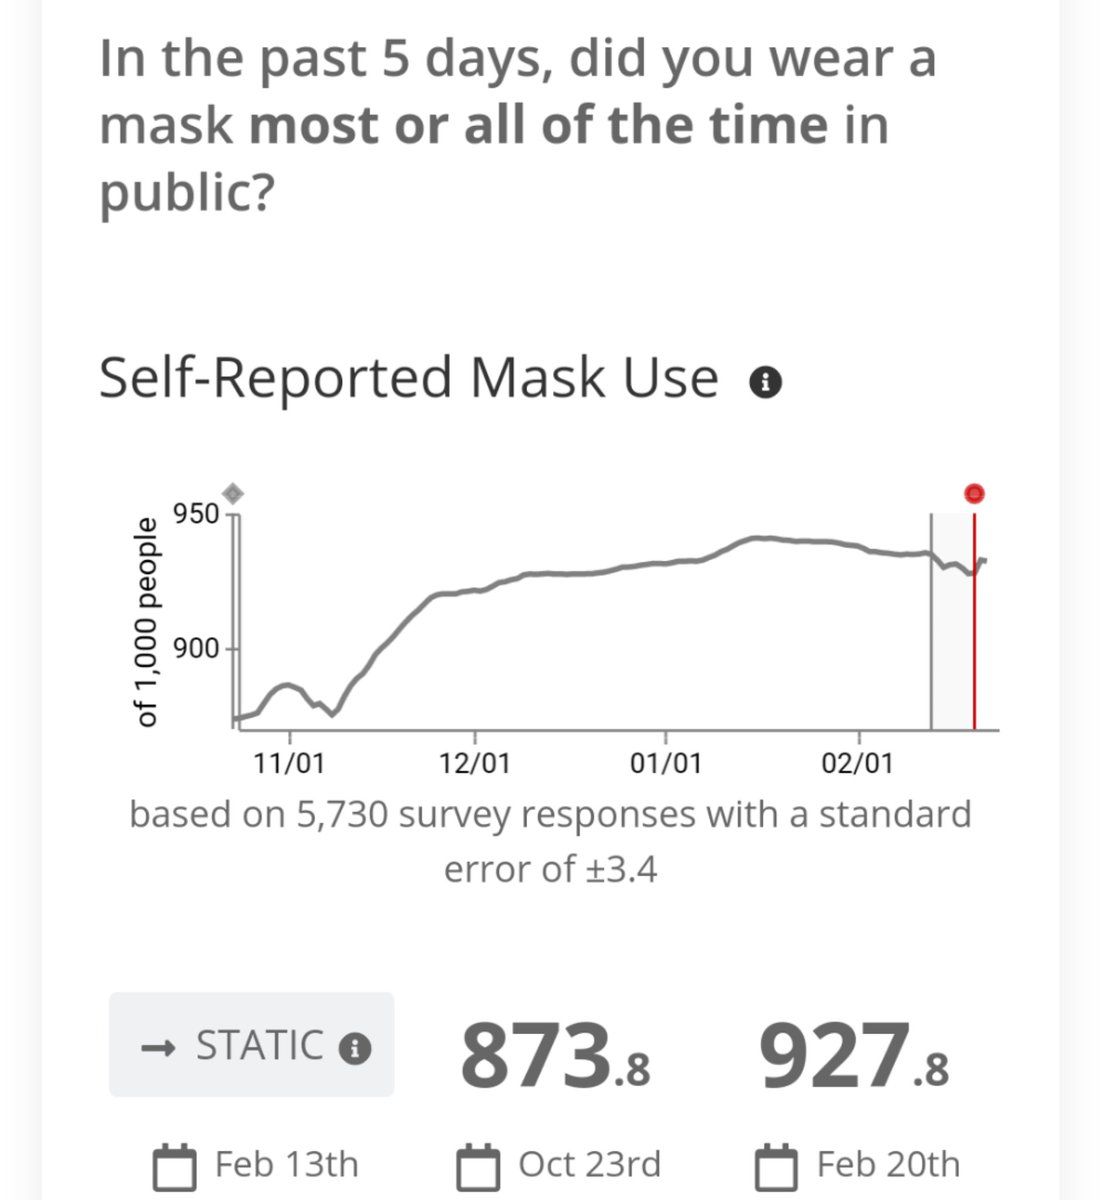 In the past 5 days, did you wear a
mask most or all of the time in
public?
Self-Reported Mask Use
of 1,000 people
950
900
11/01 12/01 01/01 02/01
based on 5,730 survey responses with a standard
error of ±3.4
→ STATIC 873.8 927.8
Feb 13th Oct 23rd Feb 20th